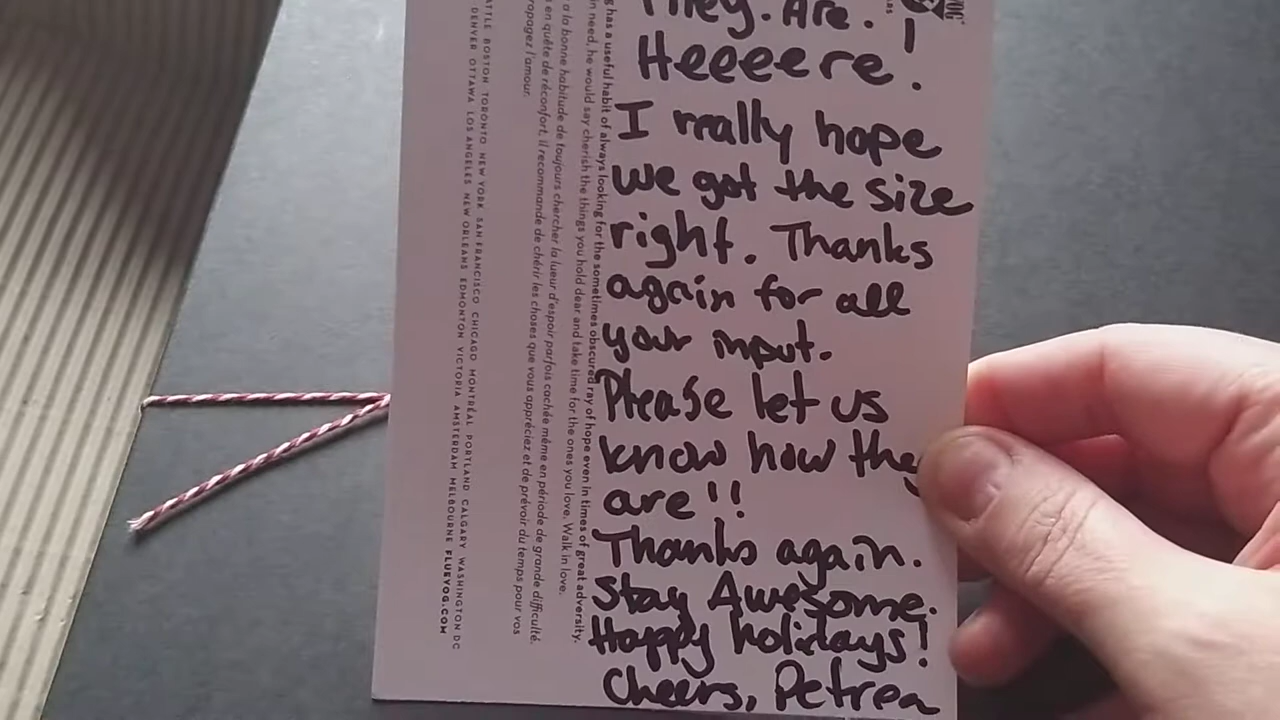 They. Are.
Heeeere!
I really hope
we got the size
right. Thanks
again for all
your input.
Please let us
know how they
are!!
Thanks again.
Stay Awesome.
Happy holidays!
Cheers, Petrea
has a useful habit of always looking for the sometimes obscured ray of hope even in times of great adversity.
in need, he would say cherish the things you hold dear and take time for the ones you love. Walk in love.
a la bonne habitude de toujours chercher la lueur d'espoir parfois cachée même en période de grande difficulté.
en quête de réconfort, il recommande de chérir les choses que vous appréciez et de prévoir du temps pour vos
propagez l'amour.
ATTLE BOSTON TORONTO NEW YORK SAN FRANCISCO CHICAGO MONTRÉAL PORTLAND CALGARY WASHINGTON DC
DENVER OTTAWA LOS ANGELES NEW ORLEANS EDMONTON VICTORIA AMSTERDAM MELBOURNE FLUEVOG.COM